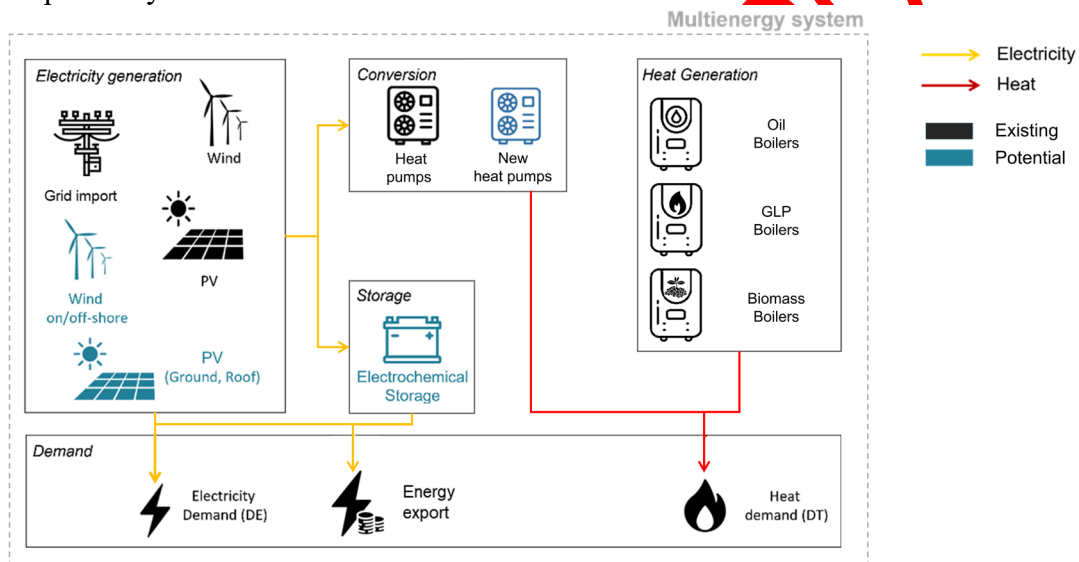 Multienergy system
Electricity generation
Grid import
Wind
PV
Wind
on/off-shore
PV
(Ground, Roof)
Conversion
Heat
pumps
New
heat pumps
Storage
Electrochemical
Storage
Heat Generation
Oil
Boilers
GLP
Boilers
Biomass
Boilers
Demand
Electricity
Demand (DE)
Energy
export
Heat
demand (DT)
Electricity
Heat
Existing
Potential